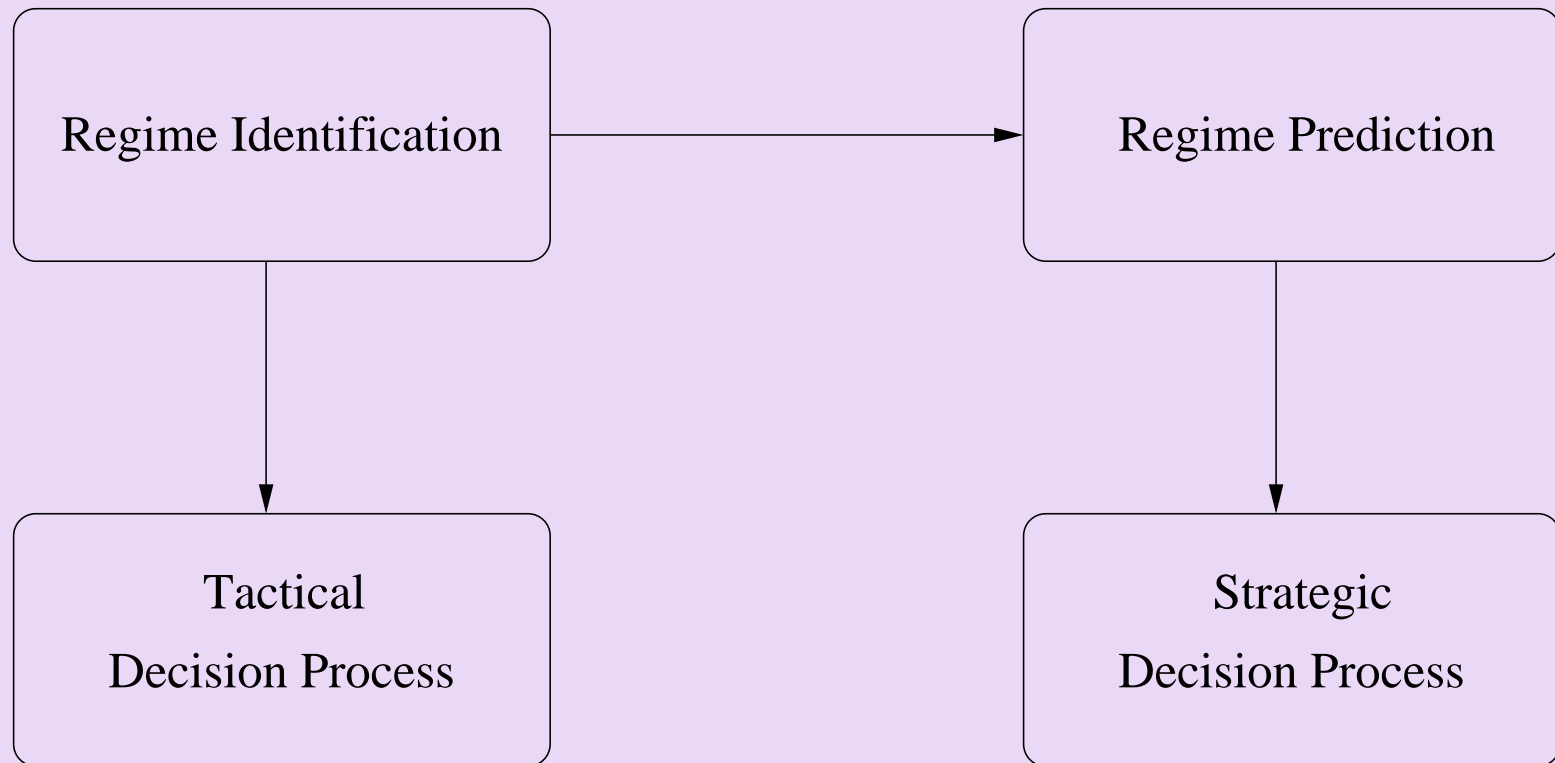 Regime Identification
Regime Prediction
Tactical
Decision Process
Strategic
Decision Process